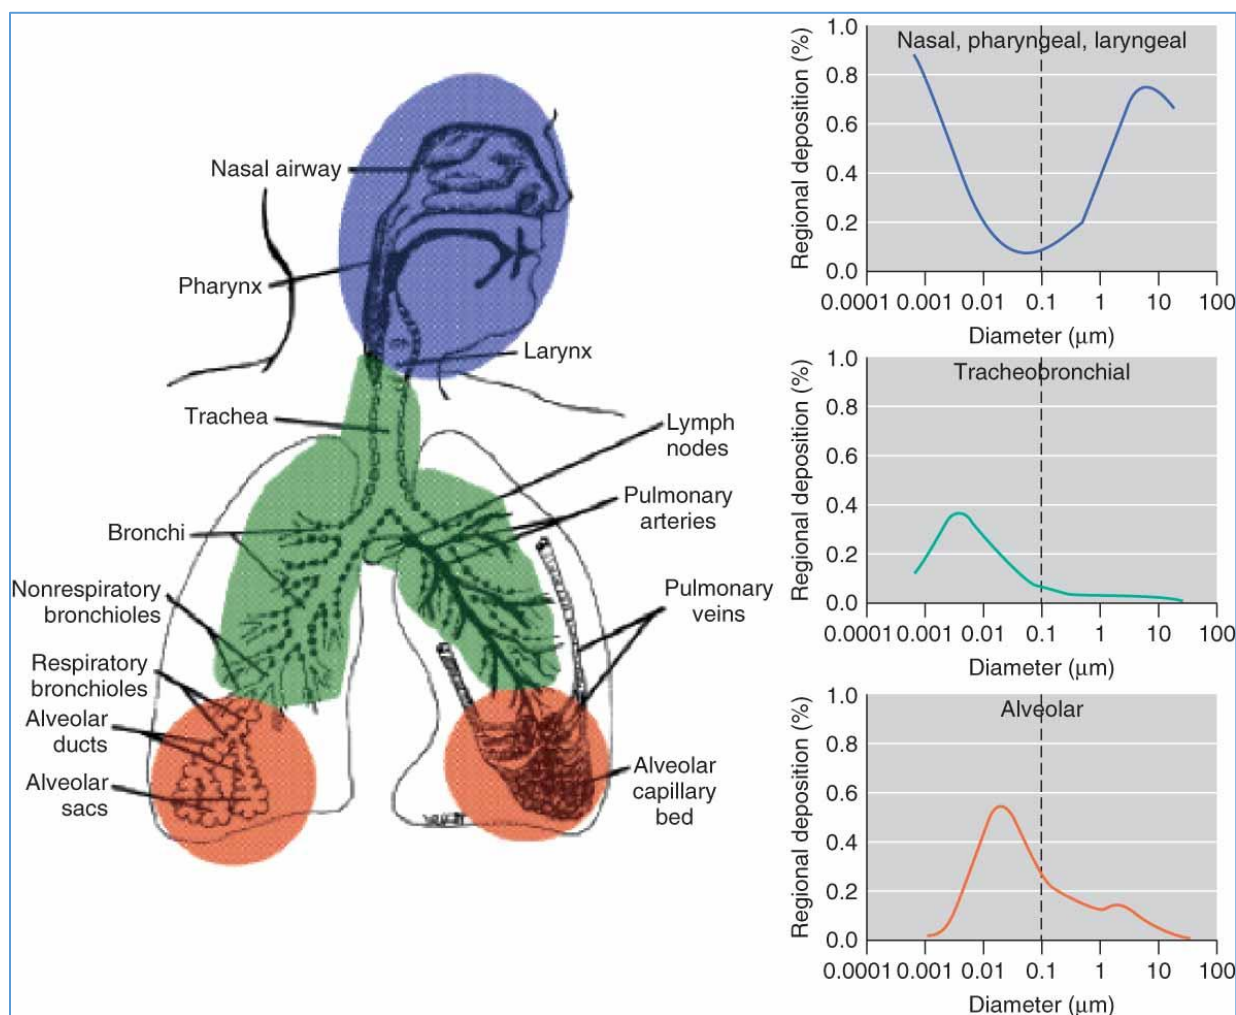 Nasal airway
Pharynx
Larynx
Trachea
Lymph
nodes
Pulmonary
arteries
Bronchi
Nonrespiratory
bronchioles
Pulmonary
veins
Respiratory
bronchioles
Alveolar
ducts
Alveolar
sacs
Alveolar
capillary
bed
Nasal, pharyngeal, laryngeal
Regional deposition (%)
1.0
0.8
0.6
0.4
0.2
0.0
0.0001 0.001 0.01 0.1 1 10 100
Diameter (μm)
Tracheobronchial
Regional deposition (%)
1.0
0.8
0.6
0.4
0.2
0.0
0.0001 0.001 0.01 0.1 1 10 100
Diameter (μm)
Alveolar
Regional deposition (%)
1.0
0.8
0.6
0.4
0.2
0.0
0.0001 0.001 0.01 0.1 1 10 100
Diameter (μm)